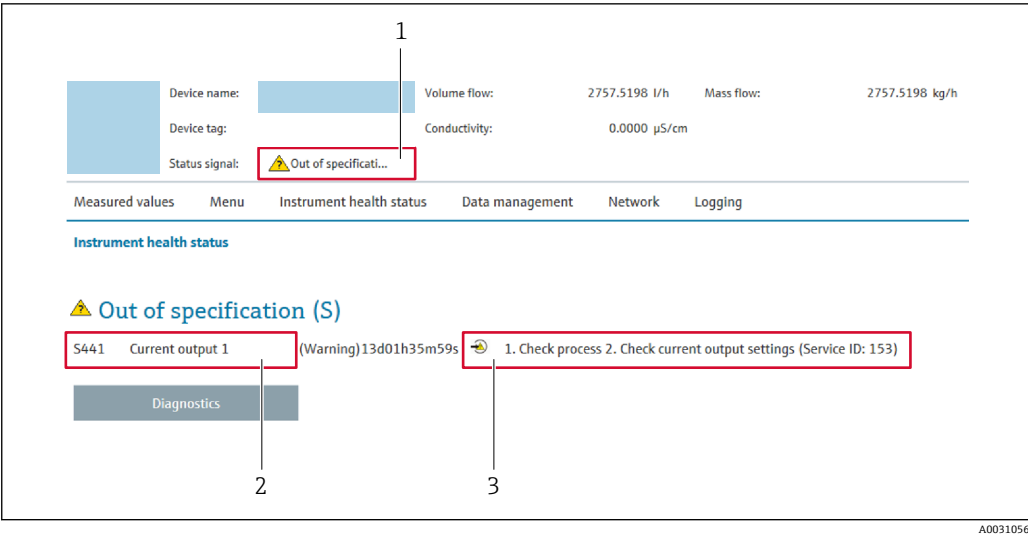 1
Device name:
Volume flow: 2757.5198 l/h
Mass flow: 2757.5198 kg/h
Device tag:
Conductivity: 0.0000 µS/cm
Status signal: Out of specificati...
Measured values Menu Instrument health status Data management Network Logging
Instrument health status
Out of specification (S)
S441 Current output 1 (Warning)13d01h35m59s 1. Check process 2. Check current output settings (Service ID: 153)
Diagnostics
2 3
A0031056